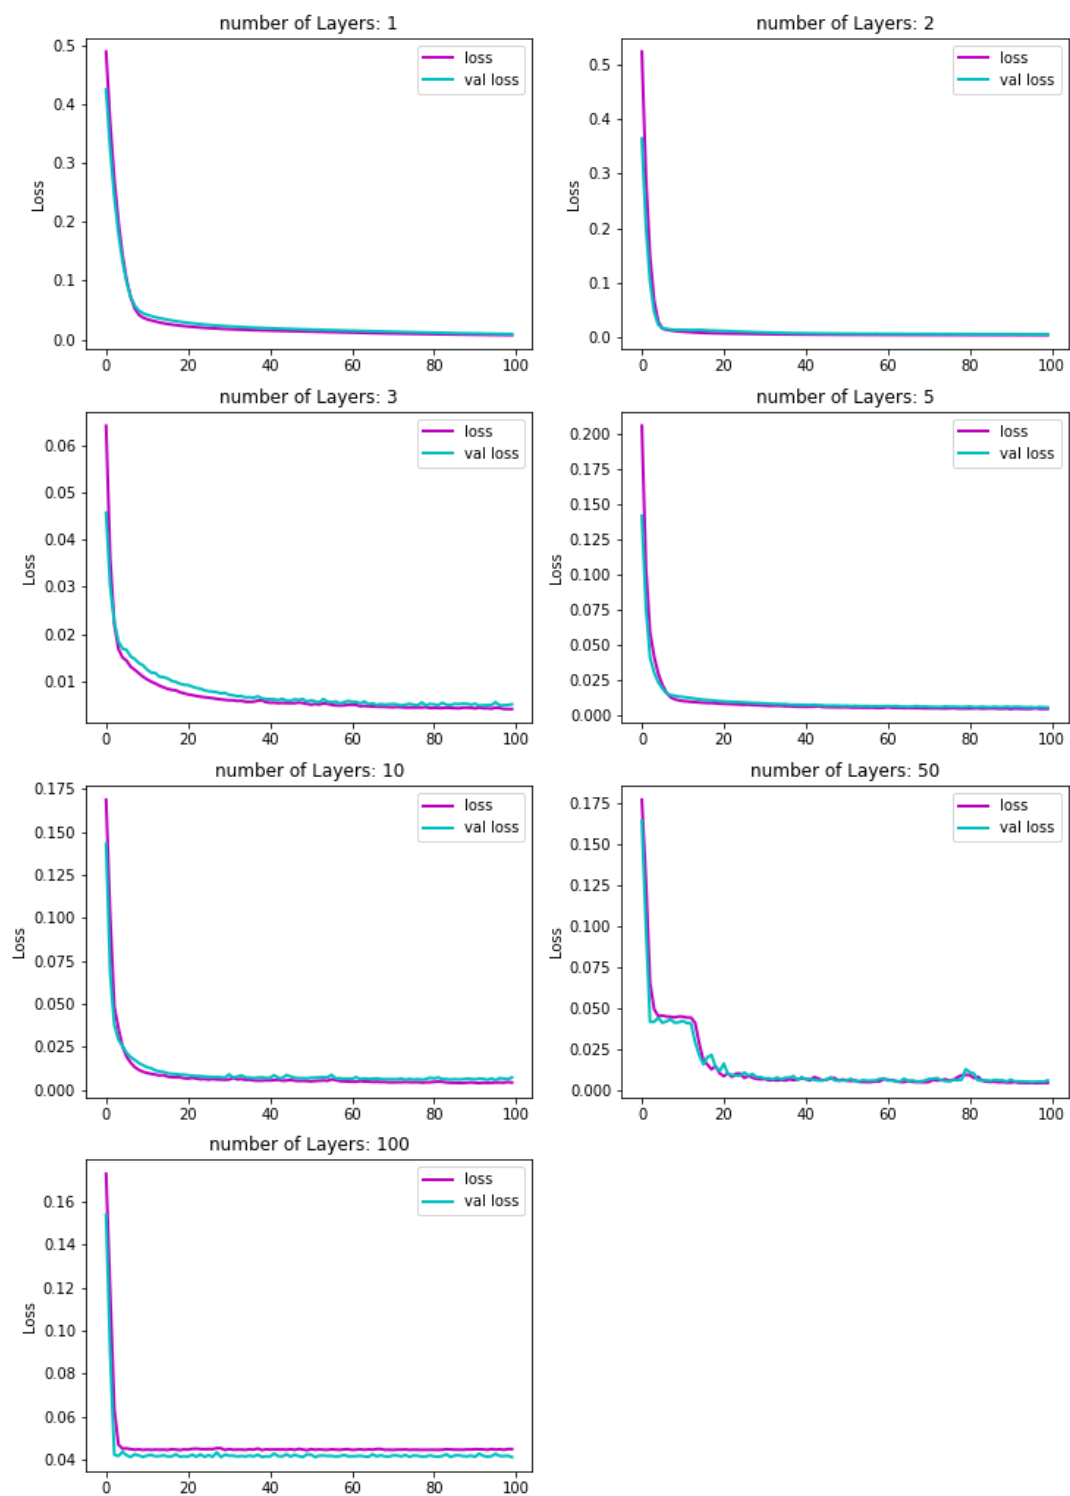 number of Layers: 1
0.5
0.4
0.3
0.2
0.1
0.0
Loss
loss
val loss
0 20 40 60 80 100
number of Layers: 2
0.5
0.4
0.3
0.2
0.1
0.0
Loss
loss
val loss
0 20 40 60 80 100
number of Layers: 3
0.06
0.05
0.04
0.03
0.02
0.01
Loss
loss
val loss
0 20 40 60 80 100
number of Layers: 5
0.200
0.175
0.150
0.125
0.100
0.075
0.050
0.025
0.000
Loss
loss
val loss
0 20 40 60 80 100
number of Layers: 10
0.175
0.150
0.125
0.100
0.075
0.050
0.025
0.000
Loss
loss
val loss
0 20 40 60 80 100
number of Layers: 50
0.175
0.150
0.125
0.100
0.075
0.050
0.025
0.000
Loss
loss
val loss
0 20 40 60 80 100
number of Layers: 100
0.16
0.14
0.12
0.10
0.08
0.06
0.04
Loss
loss
val loss
0 20 40 60 80 100